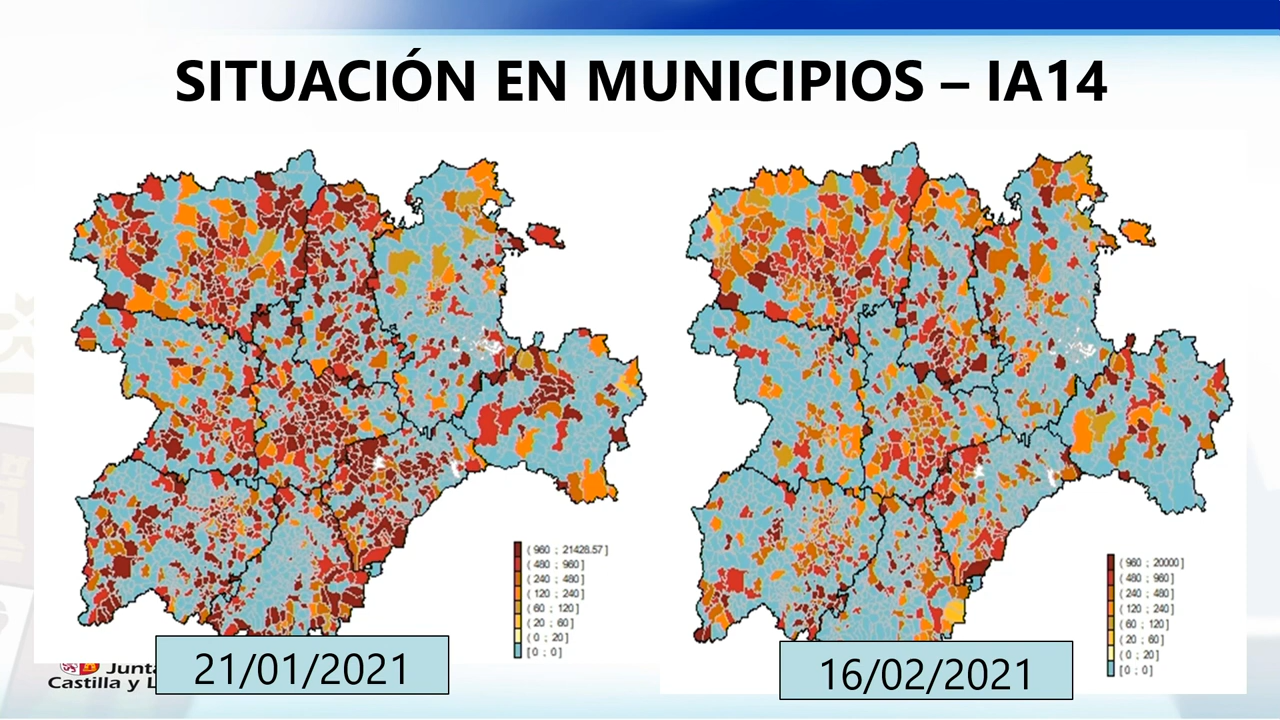 SITUACIÓN EN MUNICIPIOS – IA14
( 960 ; 21428.57 ]
( 480 ; 960 ]
( 240 ; 480 ]
( 120 ; 240 ]
( 60 ; 120 ]
( 20 ; 60 ]
( 0 ; 20 ]
[ 0 ; 0 ]
( 960 ; 20000 ]
( 480 ; 960 ]
( 240 ; 480 ]
( 120 ; 240 ]
( 60 ; 120 ]
( 20 ; 60 ]
( 0 ; 20 ]
[ 0 ; 0 ]
Junta
Castilla y L
21/01/2021
16/02/2021